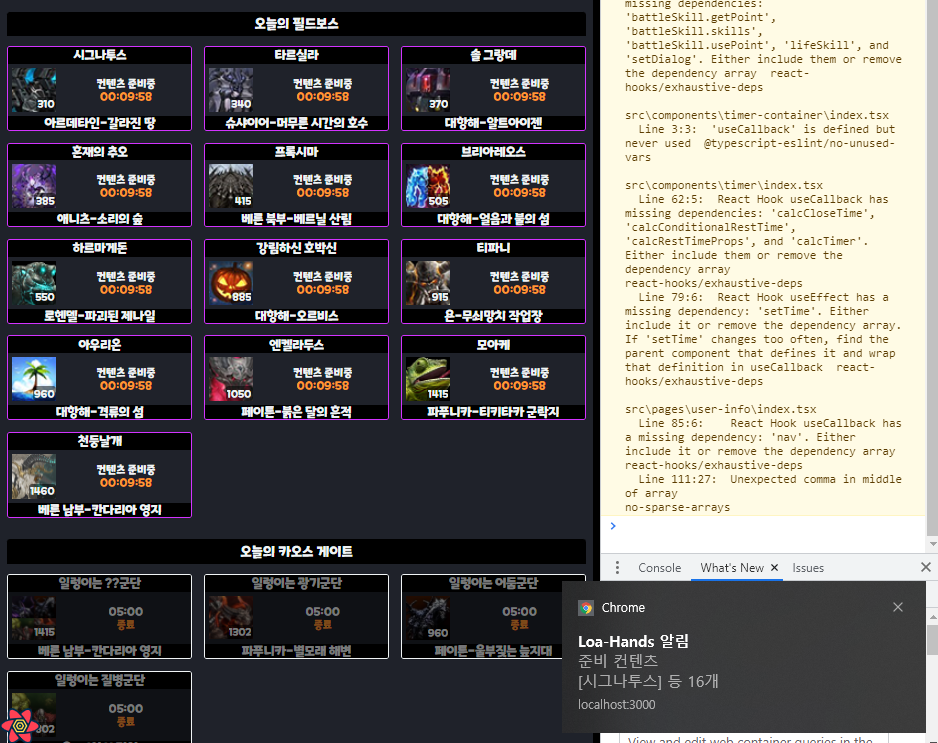 오늘의 필드보스
시그나투스
310
컨텐츠 준비중
00:09:58
아르데타인-갈라진 땅
타르실라
340
컨텐츠 준비중
00:09:58
슈샤이어-머무른 시간의 호수
솔 그랑데
370
컨텐츠 준비중
00:09:58
대항해-알트아이젠
혼재의 추오
385
컨텐츠 준비중
00:09:58
애니츠-소리의 숲
프록시마
415
컨텐츠 준비중
00:09:58
베른 북부-베르닐 산림
브리아레오스
505
컨텐츠 준비중
00:09:58
대항해-얼음과 불의 섬
하르마게돈
550
컨텐츠 준비중
00:09:58
로헨델-파괴된 제나일
강림하신 호박신
885
컨텐츠 준비중
00:09:58
대항해-오르비스
티파니
915
컨텐츠 준비중
00:09:58
욘-무쇠망치 작업장
아우리온
960
컨텐츠 준비중
00:09:58
대항해-격류의 섬
엔켈라두스
1050
컨텐츠 준비중
00:09:58
페이튼-붉은 달의 흔적
모아케
1415
컨텐츠 준비중
00:09:58
파푸니카-티키타카 군락지
천둥날개
1460
컨텐츠 준비중
00:09:58
베른 남부-칸다리아 영지
오늘의 카오스 게이트
일렁이는 ??군단
1415
05:00
종료
베른 남부-칸다리아 영지
일렁이는 광기군단
1302
05:00
종료
파푸니카-별모래 해변
일렁이는 어둠군단
960
05:00
종료
페이튼-울부짖는 늪지대
일렁이는 질병군단
802
05:00
종료
missing dependencies:
'battleSkill.getPoint',
'battleSkill.skills',
'battleSkill.usePoint', 'lifeSkill', and
'setDialog'. Either include them or remove
the dependency array  react-
hooks/exhaustive-deps
src\components\timer-container\index.tsx
Line 3:3:  'useCallback' is defined but
never used  @typescript-eslint/no-unused-
vars
src\components\timer\index.tsx
Line 62:5:  React Hook useCallback has
missing dependencies: 'calcCloseTime',
'calcConditionalRestTime',
'calcRestTimeProps', and 'calcTimer'.
Either include them or remove the
dependency array
react-hooks/exhaustive-deps
Line 79:6:  React Hook useEffect has a
missing dependency: 'setTime'. Either
include it or remove the dependency array.
If 'setTime' changes too often, find the
parent component that defines it and wrap
that definition in useCallback  react-
hooks/exhaustive-deps
src\pages\user-info\index.tsx
Line 85:6:    React Hook useCallback has
a missing dependency: 'nav'. Either
include it or remove the dependency array
react-hooks/exhaustive-deps
Line 111:27:  Unexpected comma in middle
of array
no-sparse-arrays
Console What's New Issues
Chrome
Loa-Hands 알림
준비 컨텐츠
[시그나투스] 등 16개
localhost:3000
View and edit web container queries in the